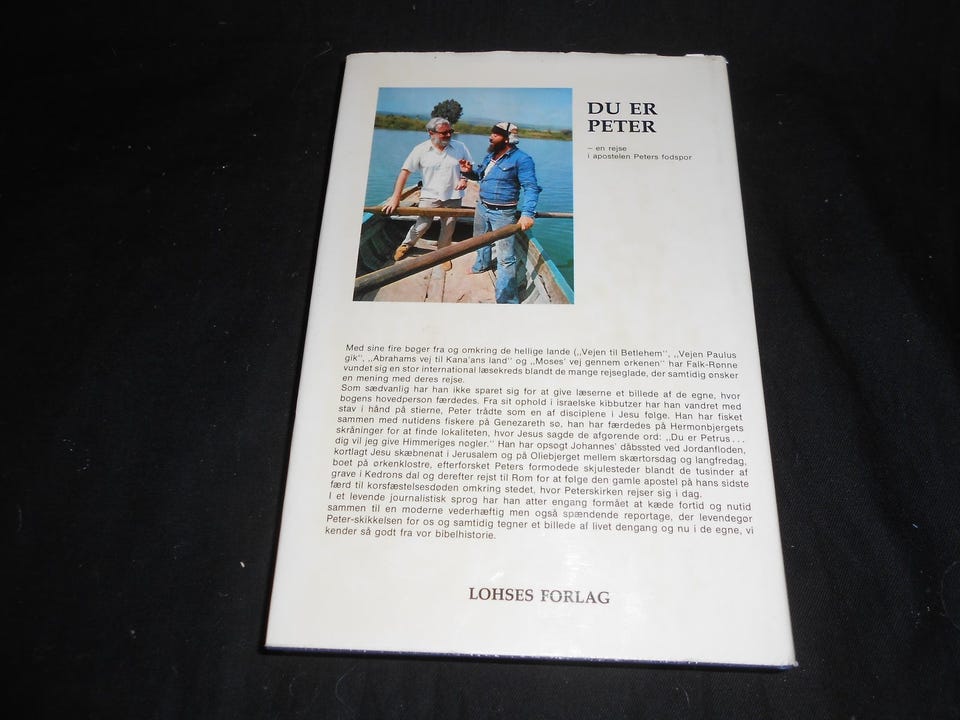 DU ER
PETER
– en rejse
i apostelen Peters fodspor
Med sine fire bøger fra og omkring de hellige lande (,,Vejen til Betlehem", ,,Vejen Paulus
gik", ,,Abrahams vej til Kana'ans land" og ,,Moses' vej gennem ørkenen" har Falk-Rønne
vundet sig en stor international læsekreds blandt de mange rejseglade, der samtidig ønsker
en mening med deres rejse.
Som sædvanlig har han ikke sparet sig for at give læserne et billede af de egne, hvor
bogens hovedperson færdedes. Fra sit ophold i israelske kibbutzer har han vandret med
stav i hånd på stierne, Peter trådte som en af disciplene i Jesu følge. Han har fisket
sammen med nutidens fiskere på Genezareth sø, han har færdedes på Hermonbjergets
skråninger for at finde lokaliteten, hvor Jesus sagde de afgørende ord: ,,Du er Petrus...
dig vil jeg give Himmeriges nøgler." Han har opsøgt Johannes' dåbssted ved Jordanfloden,
kortlagt Jesu skæbnenat i Jerusalem og på Oliebjerget mellem skærtorsdag og langfredag,
boet på ørkenklostre, efterforsket Peters formodede skjulesteder blandt de tusinder af
grave i Kedrons dal og derefter rejst til Rom for at følge den gamle apostel på hans sidste
færd til korsfæstelsesdøden omkring stedet, hvor Peterskirken rejser sig i dag.
I et levende journalistisk sprog har han atter engang formået at kæde fortid og nutid
sammen til en moderne vederhæftig men også spændende reportage, der levendegør
Peter-skikkelsen for os og samtidig tegner et billede af livet dengang og nu i de egne, vi
kender så godt fra vor bibelhistorie.
LOHSES FORLAG